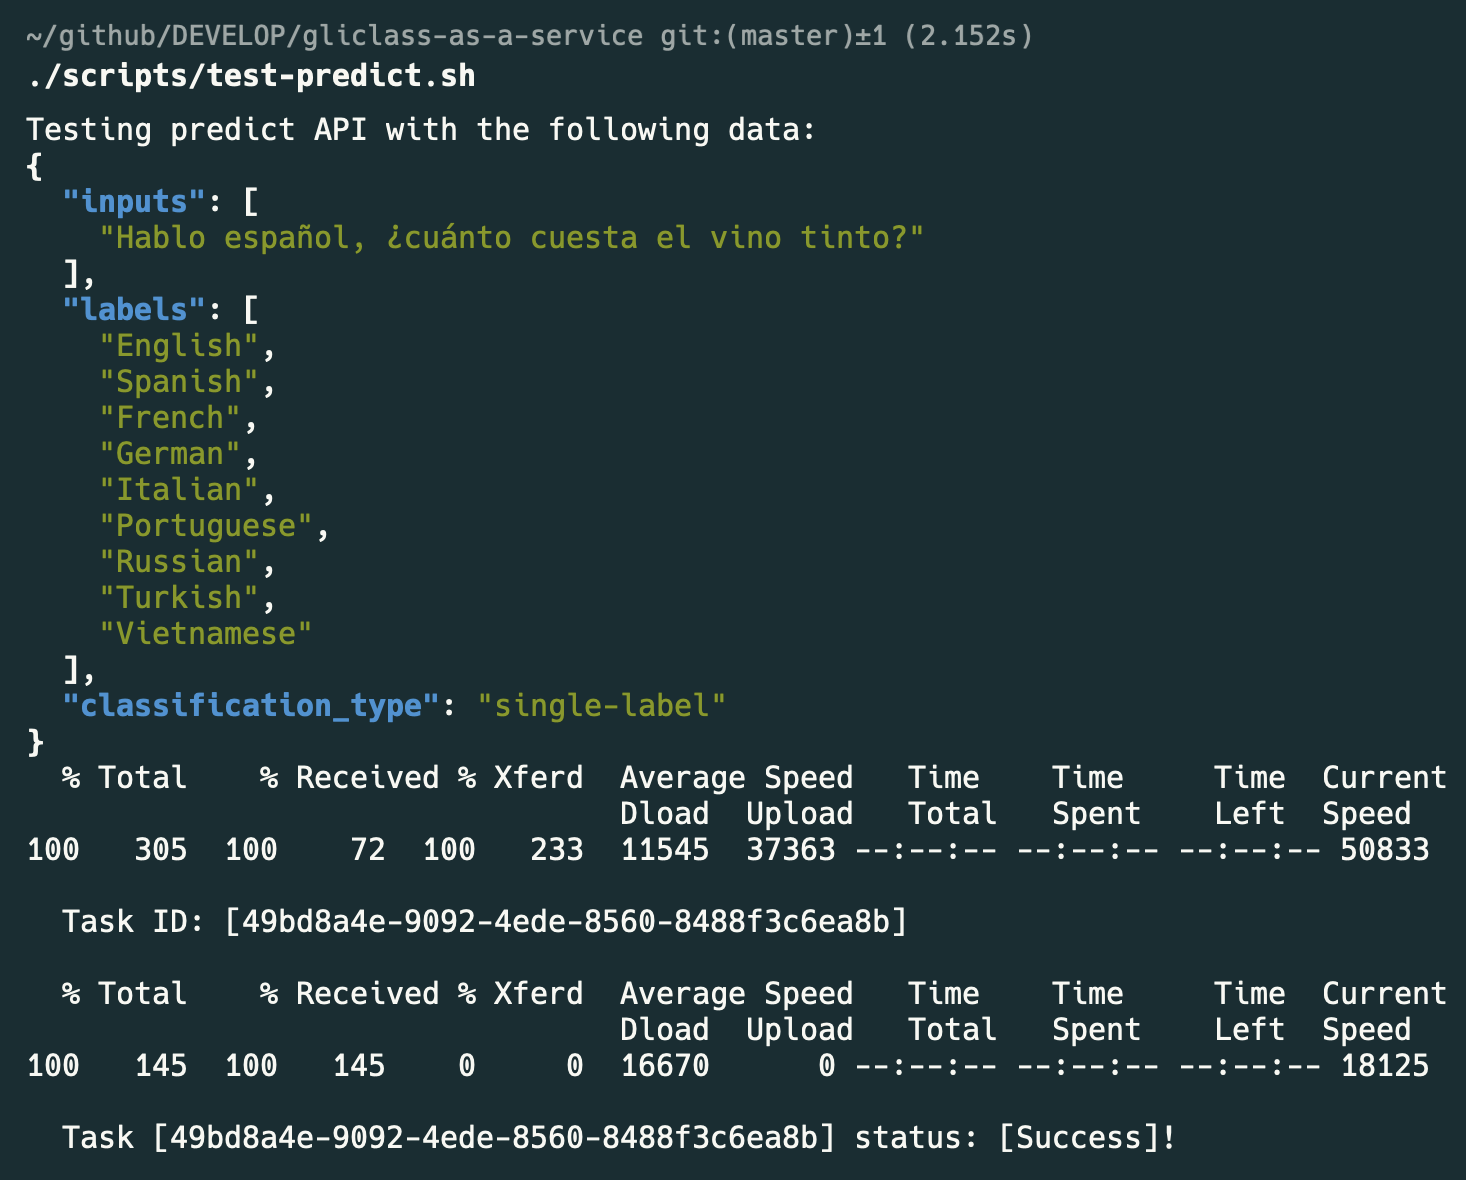 ~/github/DEVELOP/gliclass-as-a-service git:(master)±1 (2.152s)
./scripts/test-predict.sh
Testing predict API with the following data:
{
  "inputs": [
    "Hablo español, ¿cuánto cuesta el vino tinto?"
  ],
  "labels": [
    "English",
    "Spanish",
    "French",
    "German",
    "Italian",
    "Portuguese",
    "Russian",
    "Turkish",
    "Vietnamese"
  ],
  "classification_type": "single-label"
}
  % Total    % Received % Xferd  Average Speed   Time    Time     Time  Current
                                 Dload  Upload   Total   Spent    Left  Speed
100   305  100    72  100   233  11545  37363 --:--:-- --:--:-- --:--:-- 50833
  Task ID: [49bd8a4e-9092-4ede-8560-8488f3c6ea8b]
  % Total    % Received % Xferd  Average Speed   Time    Time     Time  Current
                                 Dload  Upload   Total   Spent    Left  Speed
100   145  100   145    0     0  16670      0 --:--:-- --:--:-- --:--:-- 18125
  Task [49bd8a4e-9092-4ede-8560-8488f3c6ea8b] status: [Success]!